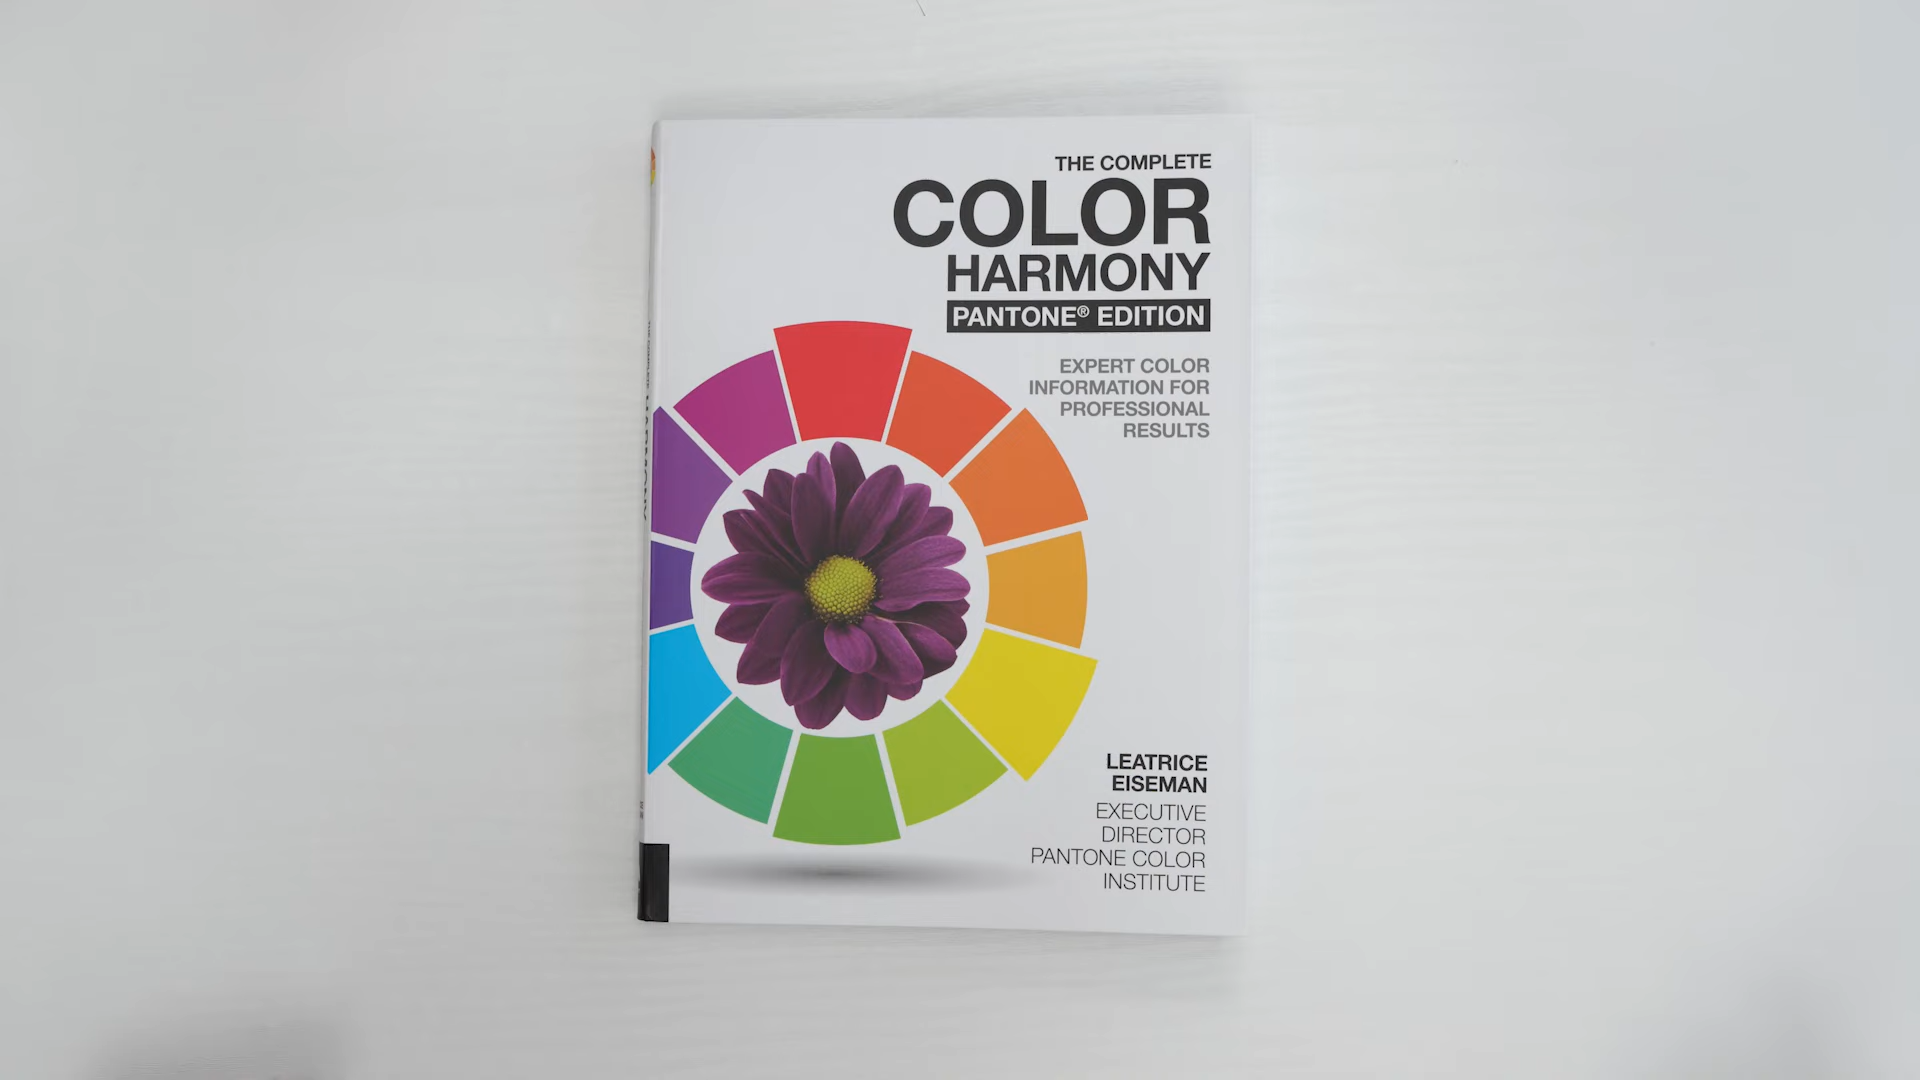 THE COMPLETE
COLOR
HARMONY
PANTONE® EDITION
EXPERT COLOR
INFORMATION FOR
PROFESSIONAL
RESULTS
LEATRICE
EISEMAN
EXECUTIVE
DIRECTOR
PANTONE COLOR
INSTITUTE